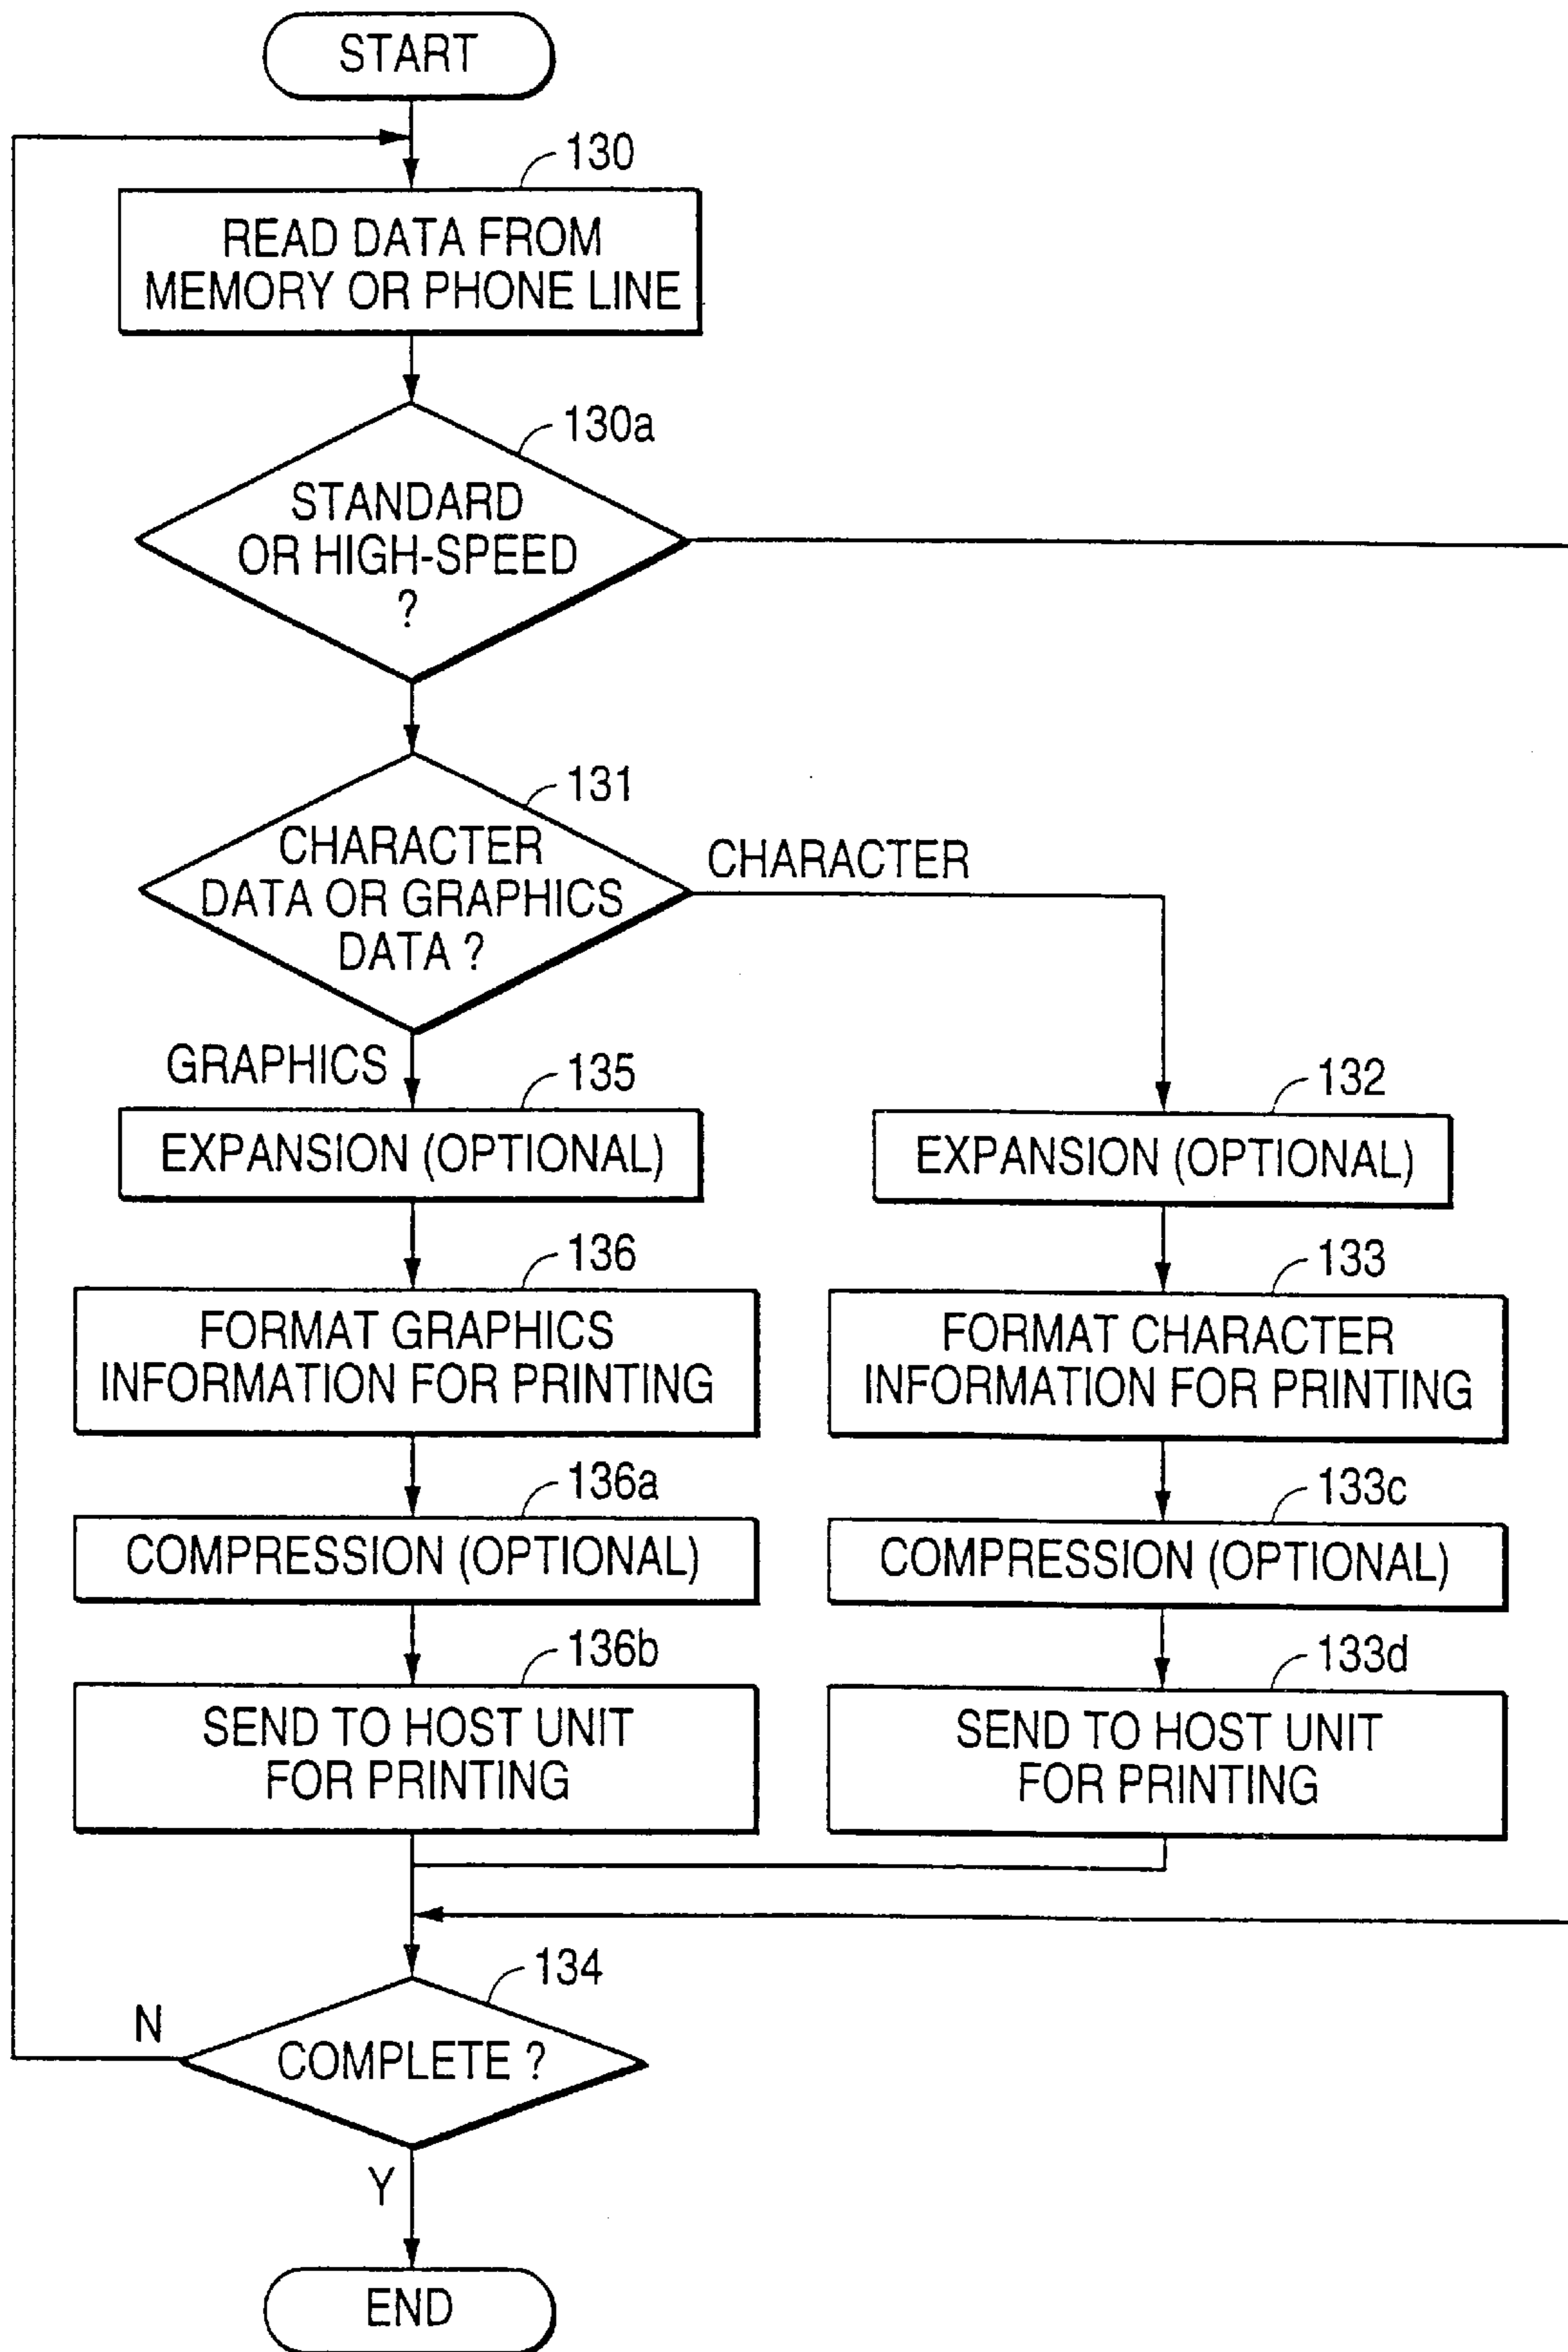 START
130
READ DATA FROM
MEMORY OR PHONE LINE
130a
STANDARD
OR HIGH-SPEED
?
131
CHARACTER
DATA OR GRAPHICS
DATA ?
CHARACTER
GRAPHICS
135
EXPANSION (OPTIONAL)
132
EXPANSION (OPTIONAL)
136
FORMAT GRAPHICS
INFORMATION FOR PRINTING
133
FORMAT CHARACTER
INFORMATION FOR PRINTING
136a
COMPRESSION (OPTIONAL)
133c
COMPRESSION (OPTIONAL)
136b
SEND TO HOST UNIT
FOR PRINTING
133d
SEND TO HOST UNIT
FOR PRINTING
134
N
COMPLETE ?
Y
END